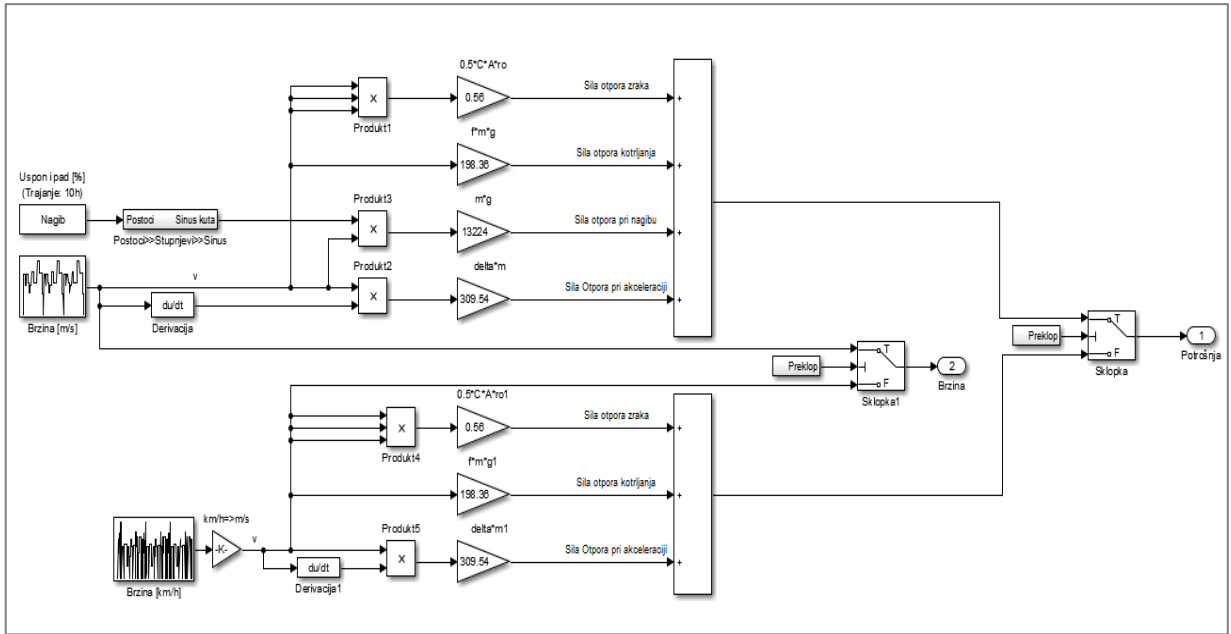 0.5*C*A*ro
0.56
Sila otpora zraka
+
x
Produkt1
f*m*g
198.36
Sila otpora kotrljanja
+
Uspon i pad [%]
(Trajanje: 10h)
Nagib
Postoci Sinus kuta
Postoci>>Stupnjevi>>Sinus
Produkt3
x
m*g
13224
Sila otpora pri nagibu
+
Produkt2
x
delta*m
309.54
Sila Otpora pri akceleraciji
+
v
Brzina [m/s]
du/dt
Derivacija
Preklop
T
F
Sklopka
1
Potrošnja
Preklop
T
F
Sklopka1
2
Brzina
0.5*C*A*ro1
0.56
Sila otpora zraka
+
x
Produkt4
f*m*g1
198.36
Sila otpora kotrljanja
+
km/h=>m/s
-K-
v
Brzina [km/h]
du/dt
Derivacija1
Produkt5
x
delta*m1
309.54
Sila Otpora pri akceleraciji
+